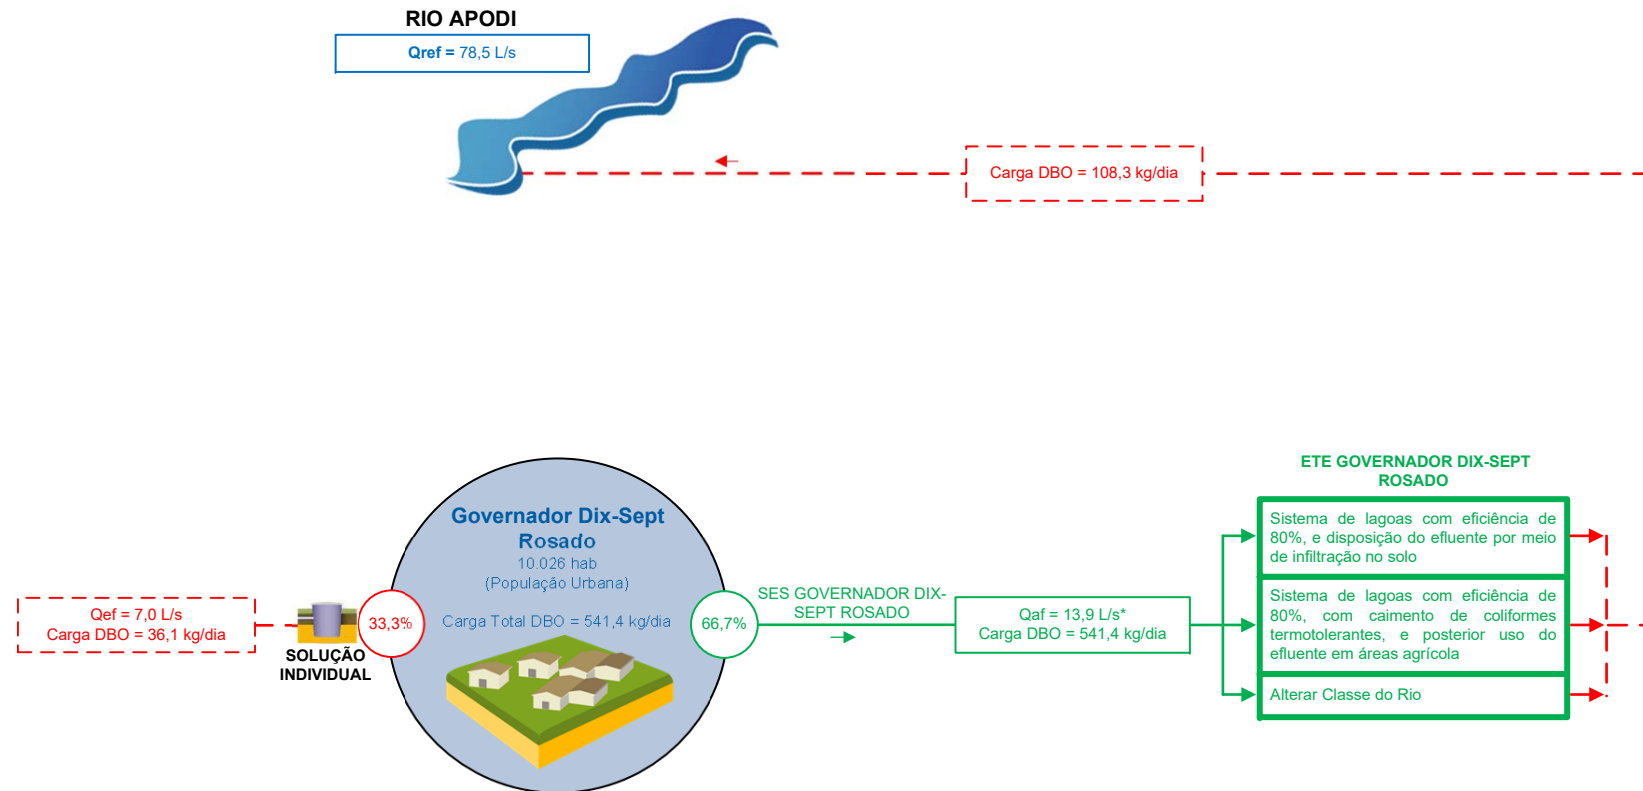 RIO APODI
Qref = 78,5 L/s
Carga DBO = 108,3 kg/dia
ETE GOVERNADOR DIX-SEPT
ROSADO
Sistema de lagoas com eficiência de
80%, e disposição do efluente por meio
de infiltração no solo
Sistema de lagoas com eficiência de
80%, com caimento de coliformes
termotolerantes, e posterior uso do
efluente em áreas agrícola
Alterar Classe do Rio
Governador Dix-Sept
Rosado
10.026 hab
(População Urbana)
Carga Total DBO = 541,4 kg/dia
Qef = 7,0 L/s
Carga DBO = 36,1 kg/dia
SOLUÇÃO
INDIVIDUAL
33,3%
66,7%
SES GOVERNADOR DIX-
SEPT ROSADO
Qaf = 13,9 L/s*
Carga DBO = 541,4 kg/dia